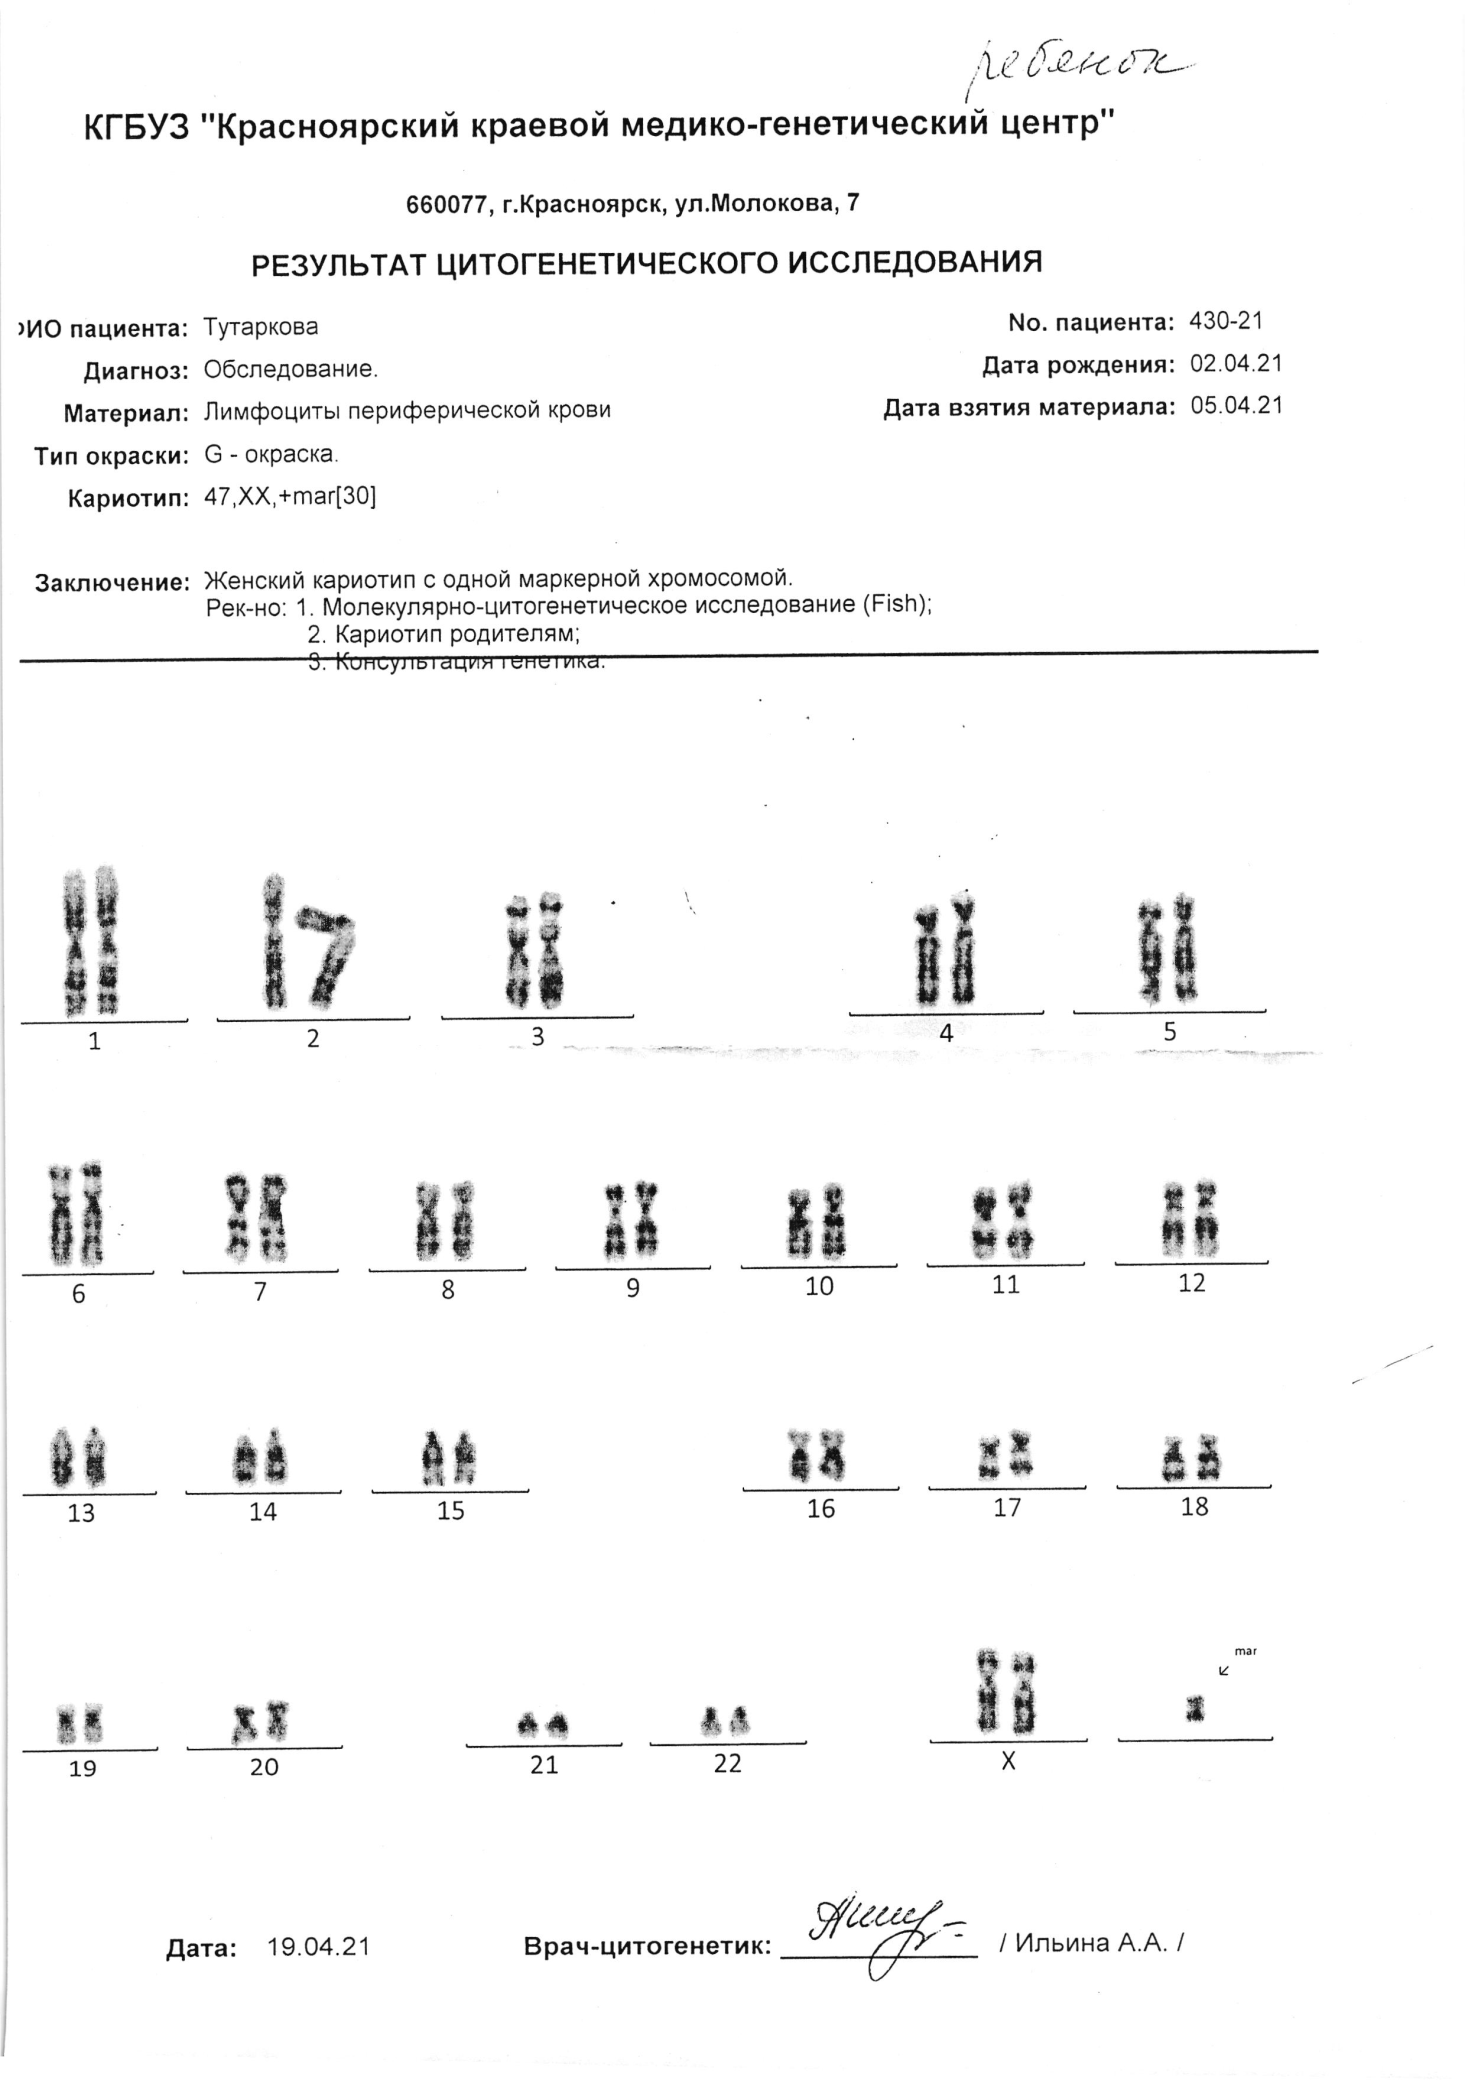 ребенок
КГБУЗ "Красноярский краевой медико-генетический центр"
660077, г.Красноярск, ул.Молокова, 7
РЕЗУЛЬТАТ ЦИТОГЕНЕТИЧЕСКОГО ИССЛЕДОВАНИЯ
ИО пациента: Тутаркова No. пациента: 430-21
Диагноз: Обследование. Дата рождения: 02.04.21
Материал: Лимфоциты периферической крови Дата взятия материала: 05.04.21
Тип окраски: G - окраска.
Кариотип: 47,XX,+mar[30]
Заключение: Женский кариотип с одной маркерной хромосомой.
Рек-но: 1. Молекулярно-цитогенетическое исследование (Fish);
2. Кариотип родителям;
3. Консультация генетика.
1 2 3 4 5
6 7 8 9 10 11 12
13 14 15 16 17 18
mar
19 20 21 22 X
Дата: 19.04.21 Врач-цитогенетик: / Ильина А.А. /